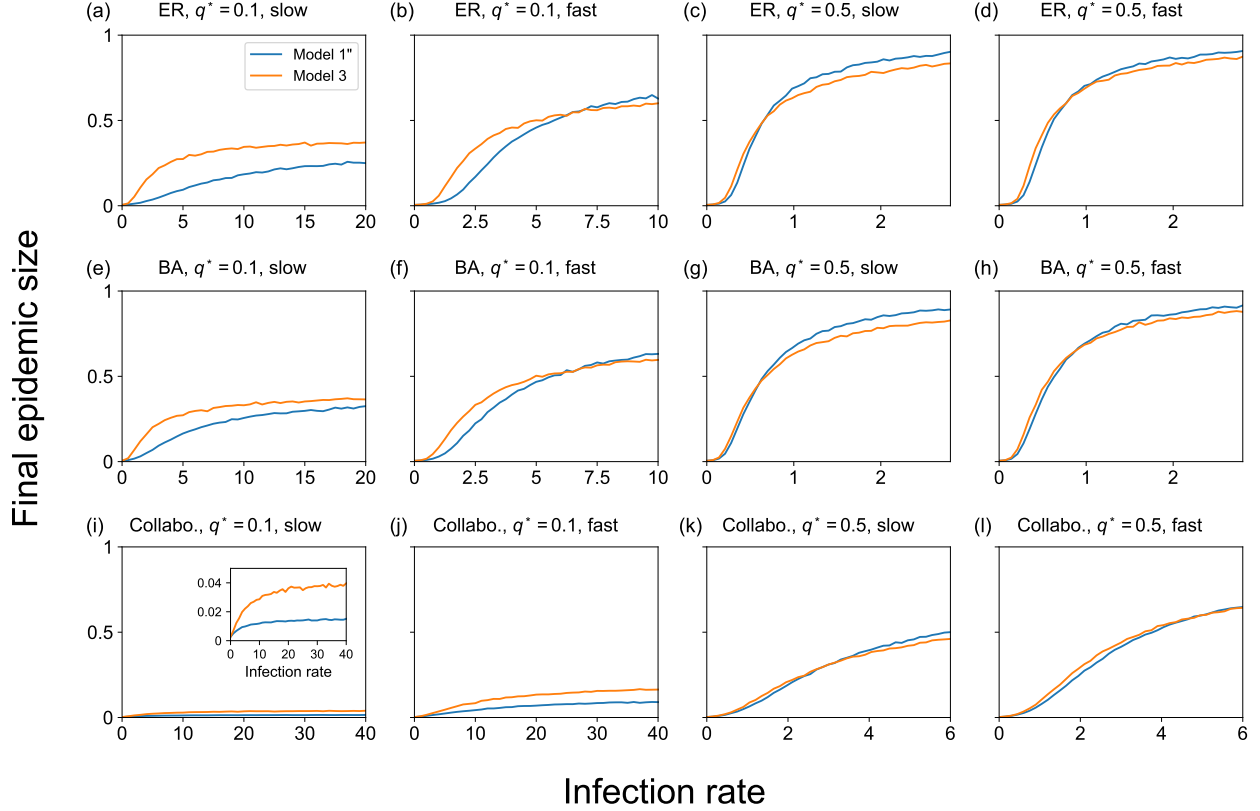 (a) ER, q* = 0.1, slow
(b) ER, q* = 0.1, fast
(c) ER, q* = 0.5, slow
(d) ER, q* = 0.5, fast
Model 1"
Model 3
1
0.5
0
0 5 10 15 20
0 2.5 5 7.5 10
0 1 2
0 1 2
Final epidemic size
(e) BA, q* = 0.1, slow
(f) BA, q* = 0.1, fast
(g) BA, q* = 0.5, slow
(h) BA, q* = 0.5, fast
1
0.5
0
0 5 10 15 20
0 2.5 5 7.5 10
0 1 2
0 1 2
(i) Collabo., q* = 0.1, slow
(j) Collabo., q* = 0.1, fast
(k) Collabo., q* = 0.5, slow
(l) Collabo., q* = 0.5, fast
1
0.5
0
0.04
0.02
0
0 10 20 30 40
Infection rate
0 10 20 30 40
0 10 20 30 40
0 2 4 6
0 2 4 6
Infection rate